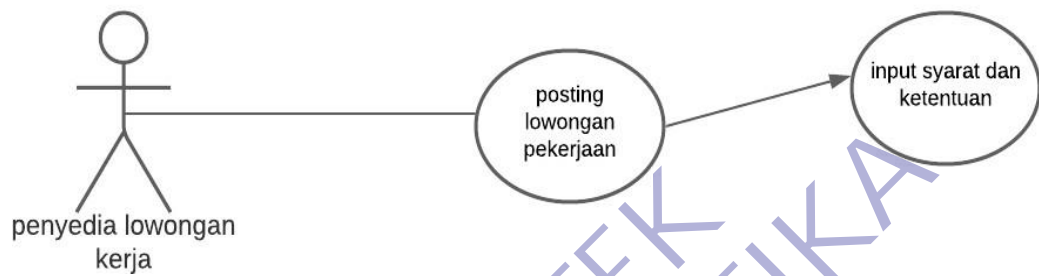 posting
lowongan
pekerjaan
input syarat dan
ketentuan
penyedia lowongan
kerja